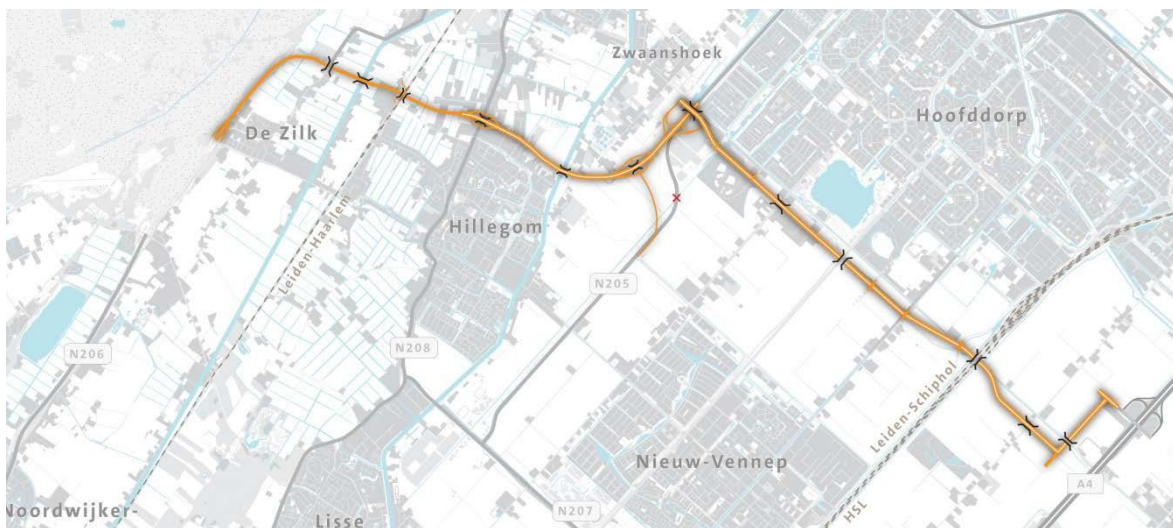 Zwaanshoek
Hoofddorp
De Zilk
Leiden-Haarlem
Hillegom
N205
N206
N208
Leiden-Schiphol
HSL
Nieuw-Vennep
A4
Noordwijker-
Lisse
N207